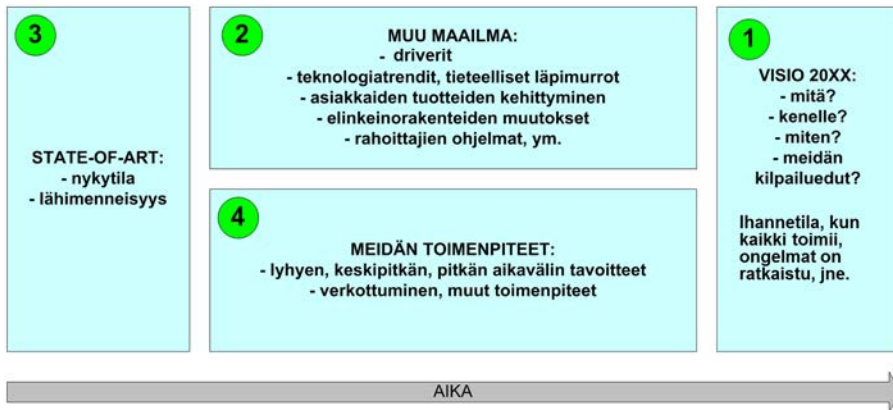 3
STATE-OF-ART:
- nykytila
- lähimenneisyys
2
MUU MAAILMA:
- driverit
- teknologiatrendit, tieteelliset läpimurrot
- asiakkaiden tuotteiden kehittyminen
- elinkeinorakenteiden muutokset
- rahoittajien ohjelmat, ym.
4
MEIDÄN TOIMENPITEET:
- lyhyen, keskipitkän, pitkän aikavälin tavoitteet
- verkottuminen, muut toimenpiteet
1
VISIO 20XX:
- mitä?
- kenelle?
- miten?
- meidän
kilpailuedut?
Ihannetila, kun
kaikki toimii,
ongelmat on
ratkaistu, jne.
AIKA